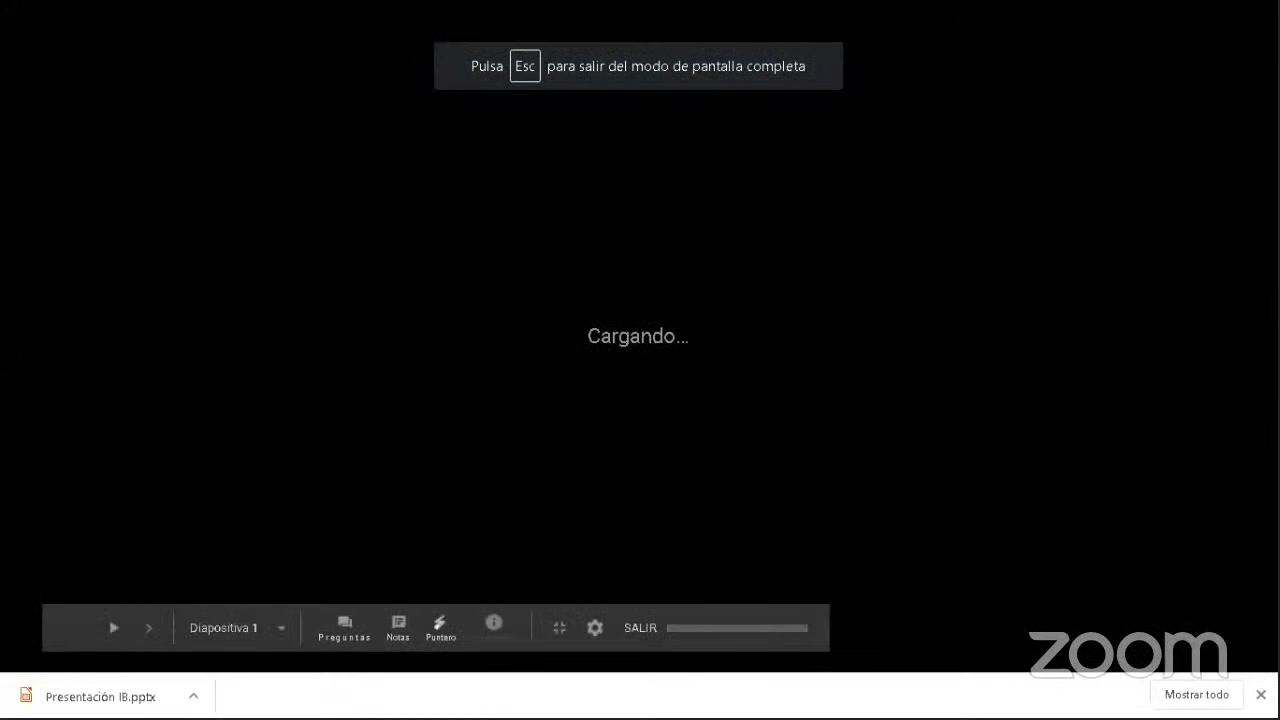 Pulsa Esc para salir del modo de pantalla completa
Cargando...
Diapositiva 1
Preguntas
Notas
Puntero
SALIR
zoom
Presentación IB.pptx
Mostrar todo